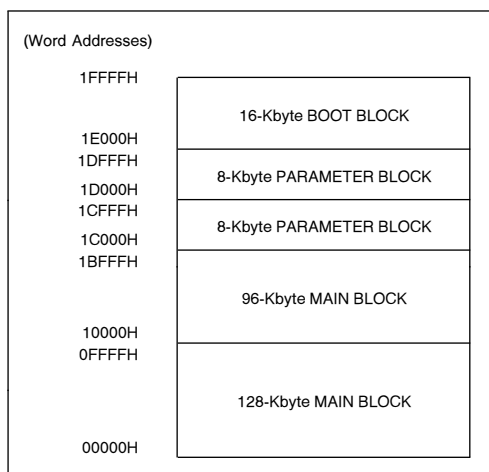 (Word Addresses)
1FFFFH
16-Kbyte BOOT BLOCK
1E000H
1DFFFH
8-Kbyte PARAMETER BLOCK
1D000H
1CFFFH
8-Kbyte PARAMETER BLOCK
1C000H
1BFFFH
96-Kbyte MAIN BLOCK
10000H
0FFFFH
128-Kbyte MAIN BLOCK
00000H